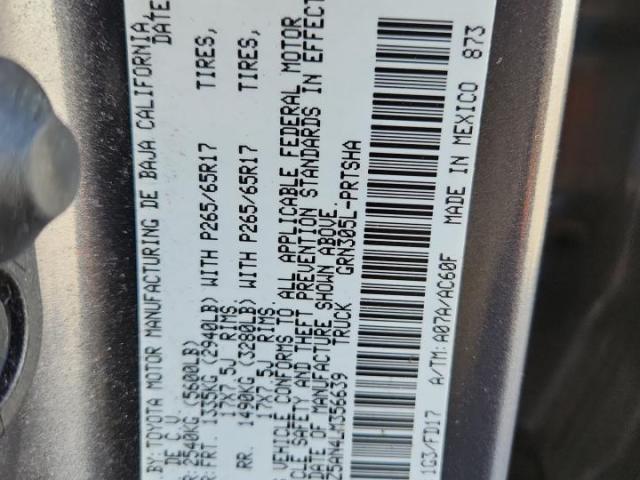 .BY: TOYOTA MOTOR MANUFACTURING DE BAJA CALIFORNIA,
DE C.V. DATE
R: 2540KG (5600LB)
FRT. 1335KG (2940LB) WITH P265/65R17 TIRES,
17X7.5J RIMS,
RR. 1490KG (3280LB) WITH P265/65R17 TIRES,
17X7.5J RIMS,
S VEHICLE CONFORMS TO ALL APPLICABLE FEDERAL MOTOR
ICLE SAFETY AND THEFT PREVENTION STANDARDS IN EFFECT
DATE OF MANUFACTURE SHOWN ABOVE.
Z5AN4LM356639 TRUCK GRN305L-PRTSHA
1G3/FD17 A/TM:A07A/AC60F MADE IN MEXICO 873